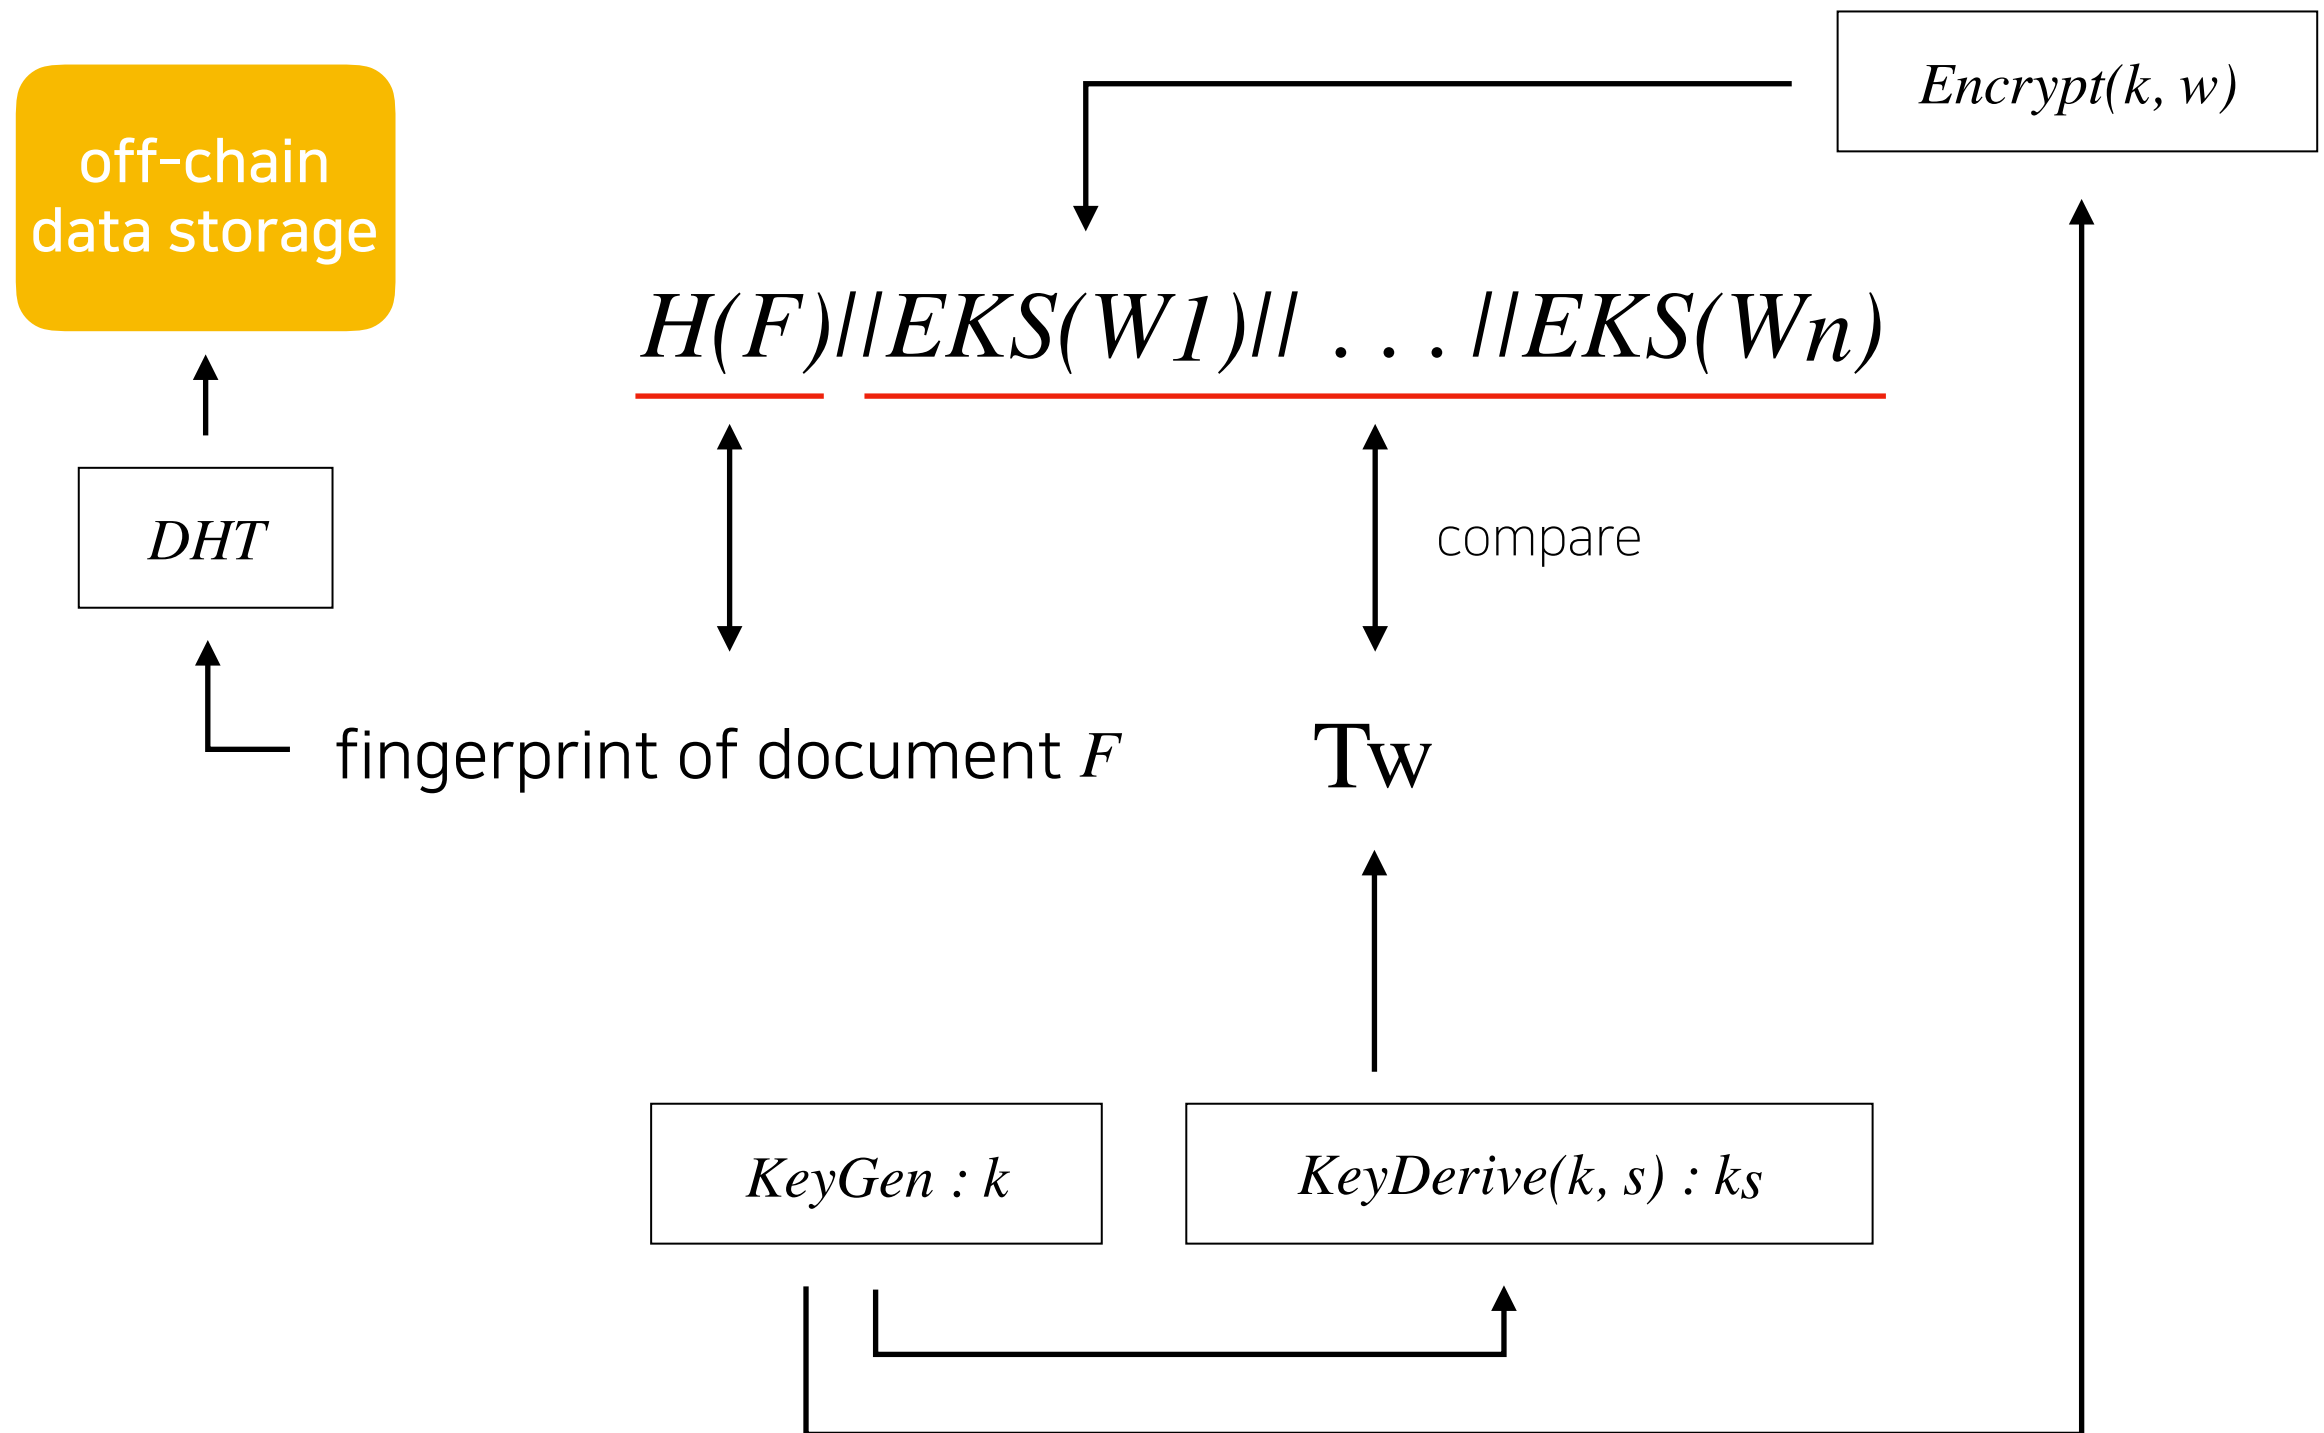 Encrypt(k, w)
off-chain
data storage
H(F)||EKS(W1)|| . . . ||EKS(Wn)
DHT
compare
fingerprint of document F
Tw
KeyGen : k
KeyDerive(k, s) : ks